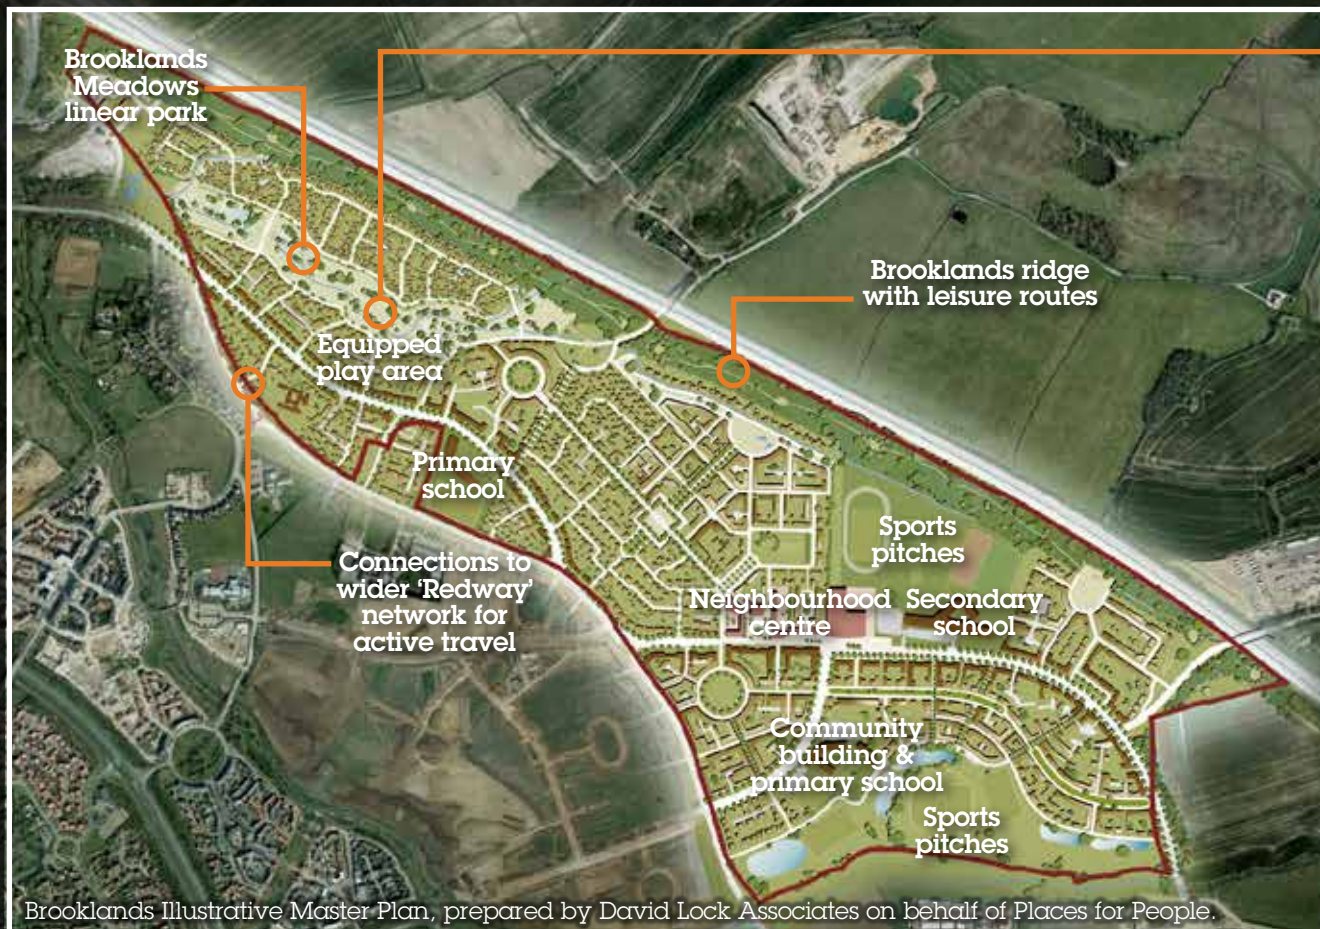 Brooklands
Meadows
linear park
Brooklands ridge
with leisure routes
Equipped
play area
Primary
school
Sports
pitches
Connections to
wider ‘Redway’
network for
active travel
Neighbourhood
centre
Secondary
school
Community
building &
primary school
Sports
pitches
Brooklands Illustrative Master Plan, prepared by David Lock Associates on behalf of Places for People.